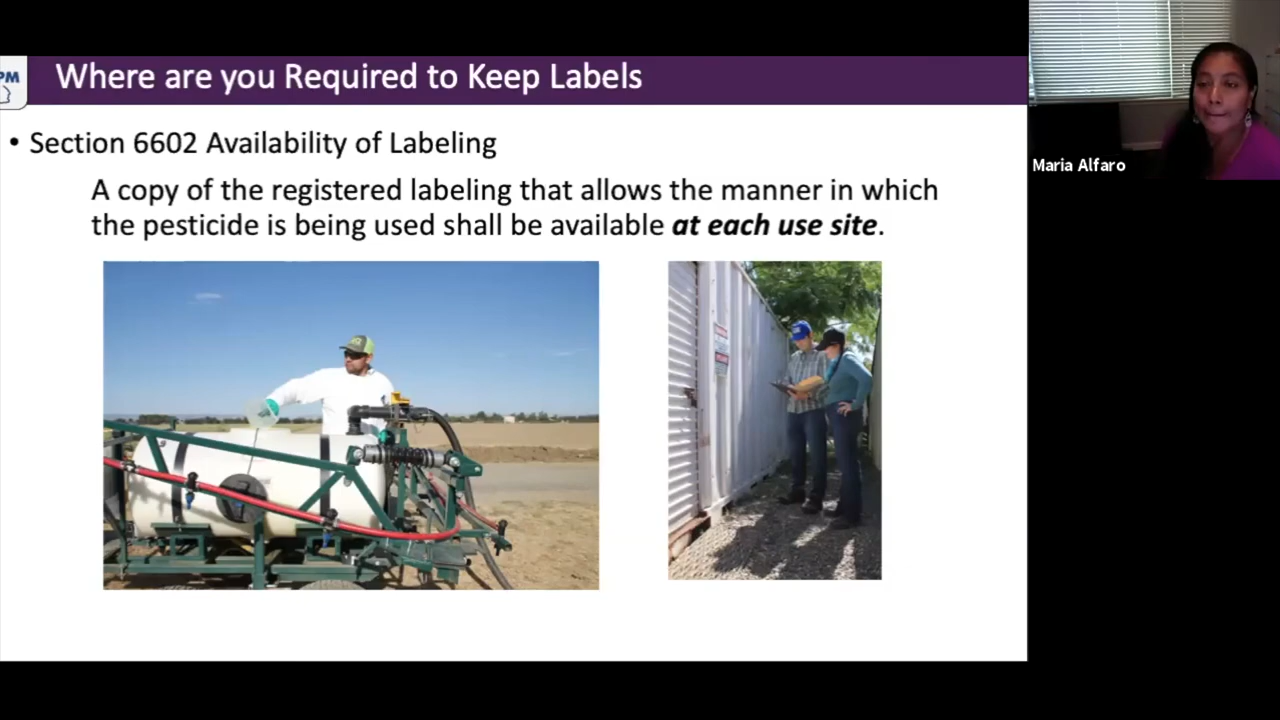 PM
Where are you Required to Keep Labels
• Section 6602 Availability of Labeling
A copy of the registered labeling that allows the manner in which
the pesticide is being used shall be available at each use site.
Maria Alfaro